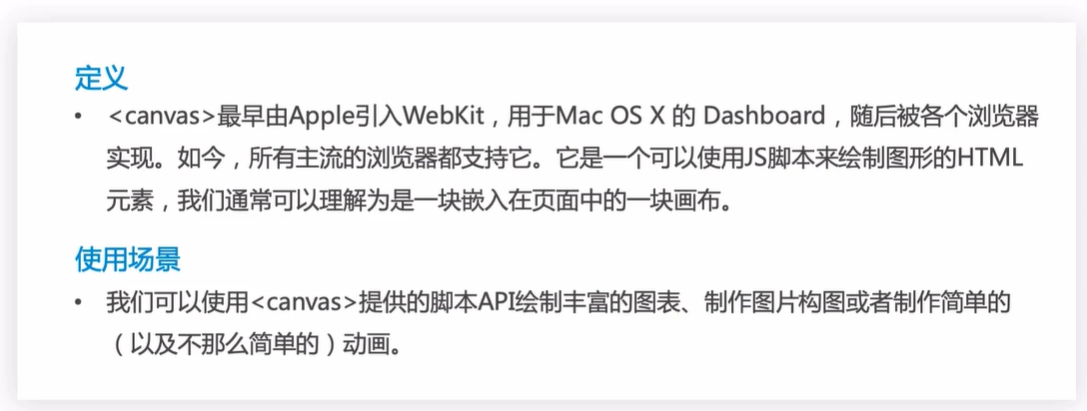 定义
• <canvas>最早由Apple引入WebKit，用于Mac OS X 的 Dashboard，随后被各个浏览器
实现。如今，所有主流的浏览器都支持它。它是一个可以使用JS脚本来绘制图形的HTML
元素，我们通常可以理解为是一块嵌入在页面中的一块画布。
使用场景
• 我们可以使用<canvas>提供的脚本API绘制丰富的图表、制作图片构图或者制作简单的
（以及不那么简单的）动画。